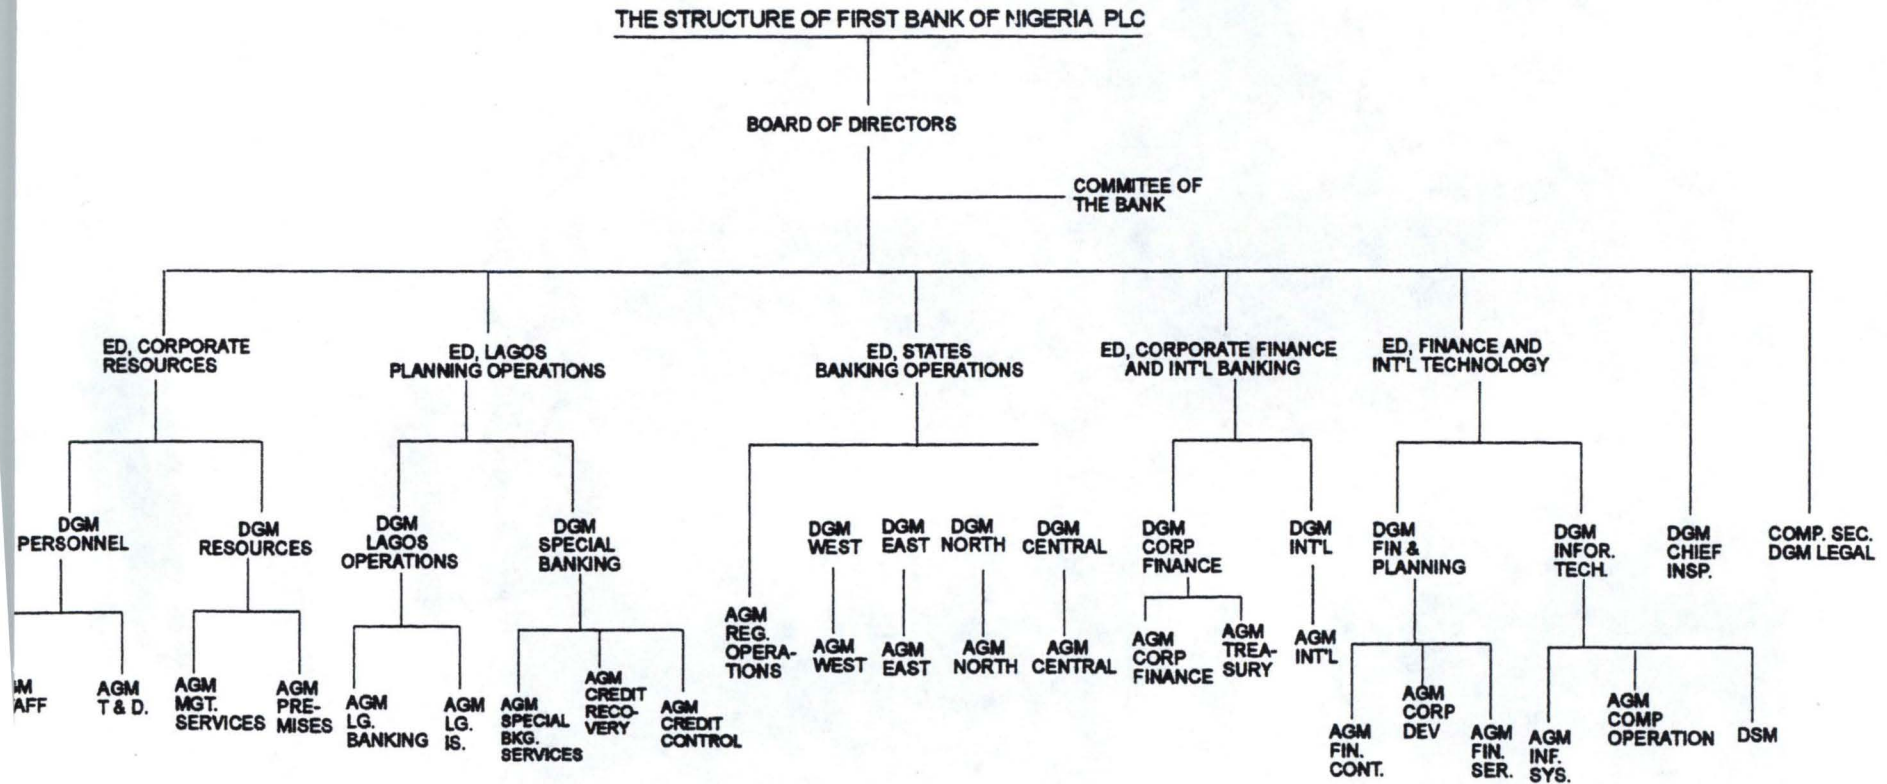 THE STRUCTURE OF FIRST BANK OF NIGERIA PLC
BOARD OF DIRECTORS
COMMITEE OF
THE BANK
ED, CORPORATE
RESOURCES
ED, LAGOS
PLANNING OPERATIONS
ED, STATES
BANKING OPERATIONS
ED, CORPORATE FINANCE
AND INT'L BANKING
ED, FINANCE AND
INT'L TECHNOLOGY
DGM
PERSONNEL
DGM
RESOURCES
DGM
LAGOS
OPERATIONS
DGM
SPECIAL
BANKING
DGM
WEST
DGM
EAST
DGM
NORTH
DGM
CENTRAL
DGM
CORP
FINANCE
DGM
INT'L
DGM
FIN &
PLANNING
DGM
INFOR.
TECH.
DGM
CHIEF
INSP.
COMP. SEC.
DGM LEGAL
AGM
T & D.
AGM
MGT.
SERVICES
AGM
PRE-
MISES
AGM
LG.
BANKING
AGM
LG.
IS.
AGM
SPECIAL
BKG.
SERVICES
AGM
CREDIT
RECO-
VERY
AGM
CREDIT
CONTROL
AGM
REG.
OPERA-
TIONS
AGM
WEST
AGM
EAST
AGM
NORTH
AGM
CENTRAL
AGM
CORP
FINANCE
AGM
TREA-
SURY
AGM
INT'L
AGM
FIN.
CONT.
AGM
CORP
DEV
AGM
FIN.
SER.
AGM
INF.
SYS.
AGM
COMP
OPERATION
DSM